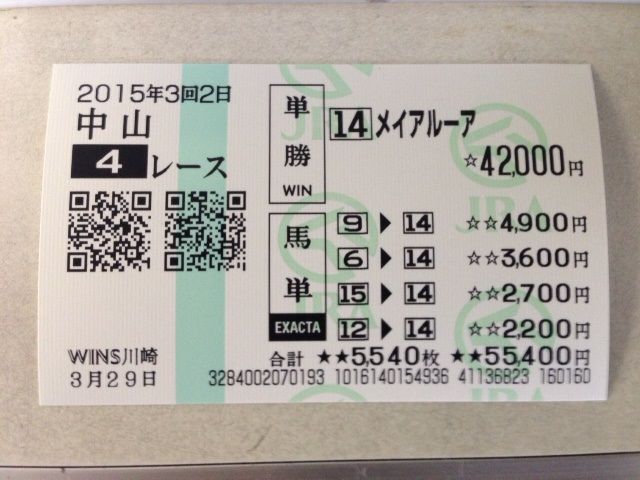 2015年3回2日
中山
4レース
単勝
WIN
14 メイアルーア
☆42,000円
馬単
EXACTA
9 ▶ 14 ☆☆4,900円
6 ▶ 14 ☆☆3,600円
15 ▶ 14 ☆☆2,700円
12 ▶ 14 ☆☆2,200円
WINS川崎
3月29日
合計 ★★5,540枚 ★★55,400円
3284002070193 1016140154936 41136823 160160
JRA
JRA
JRA
JRA